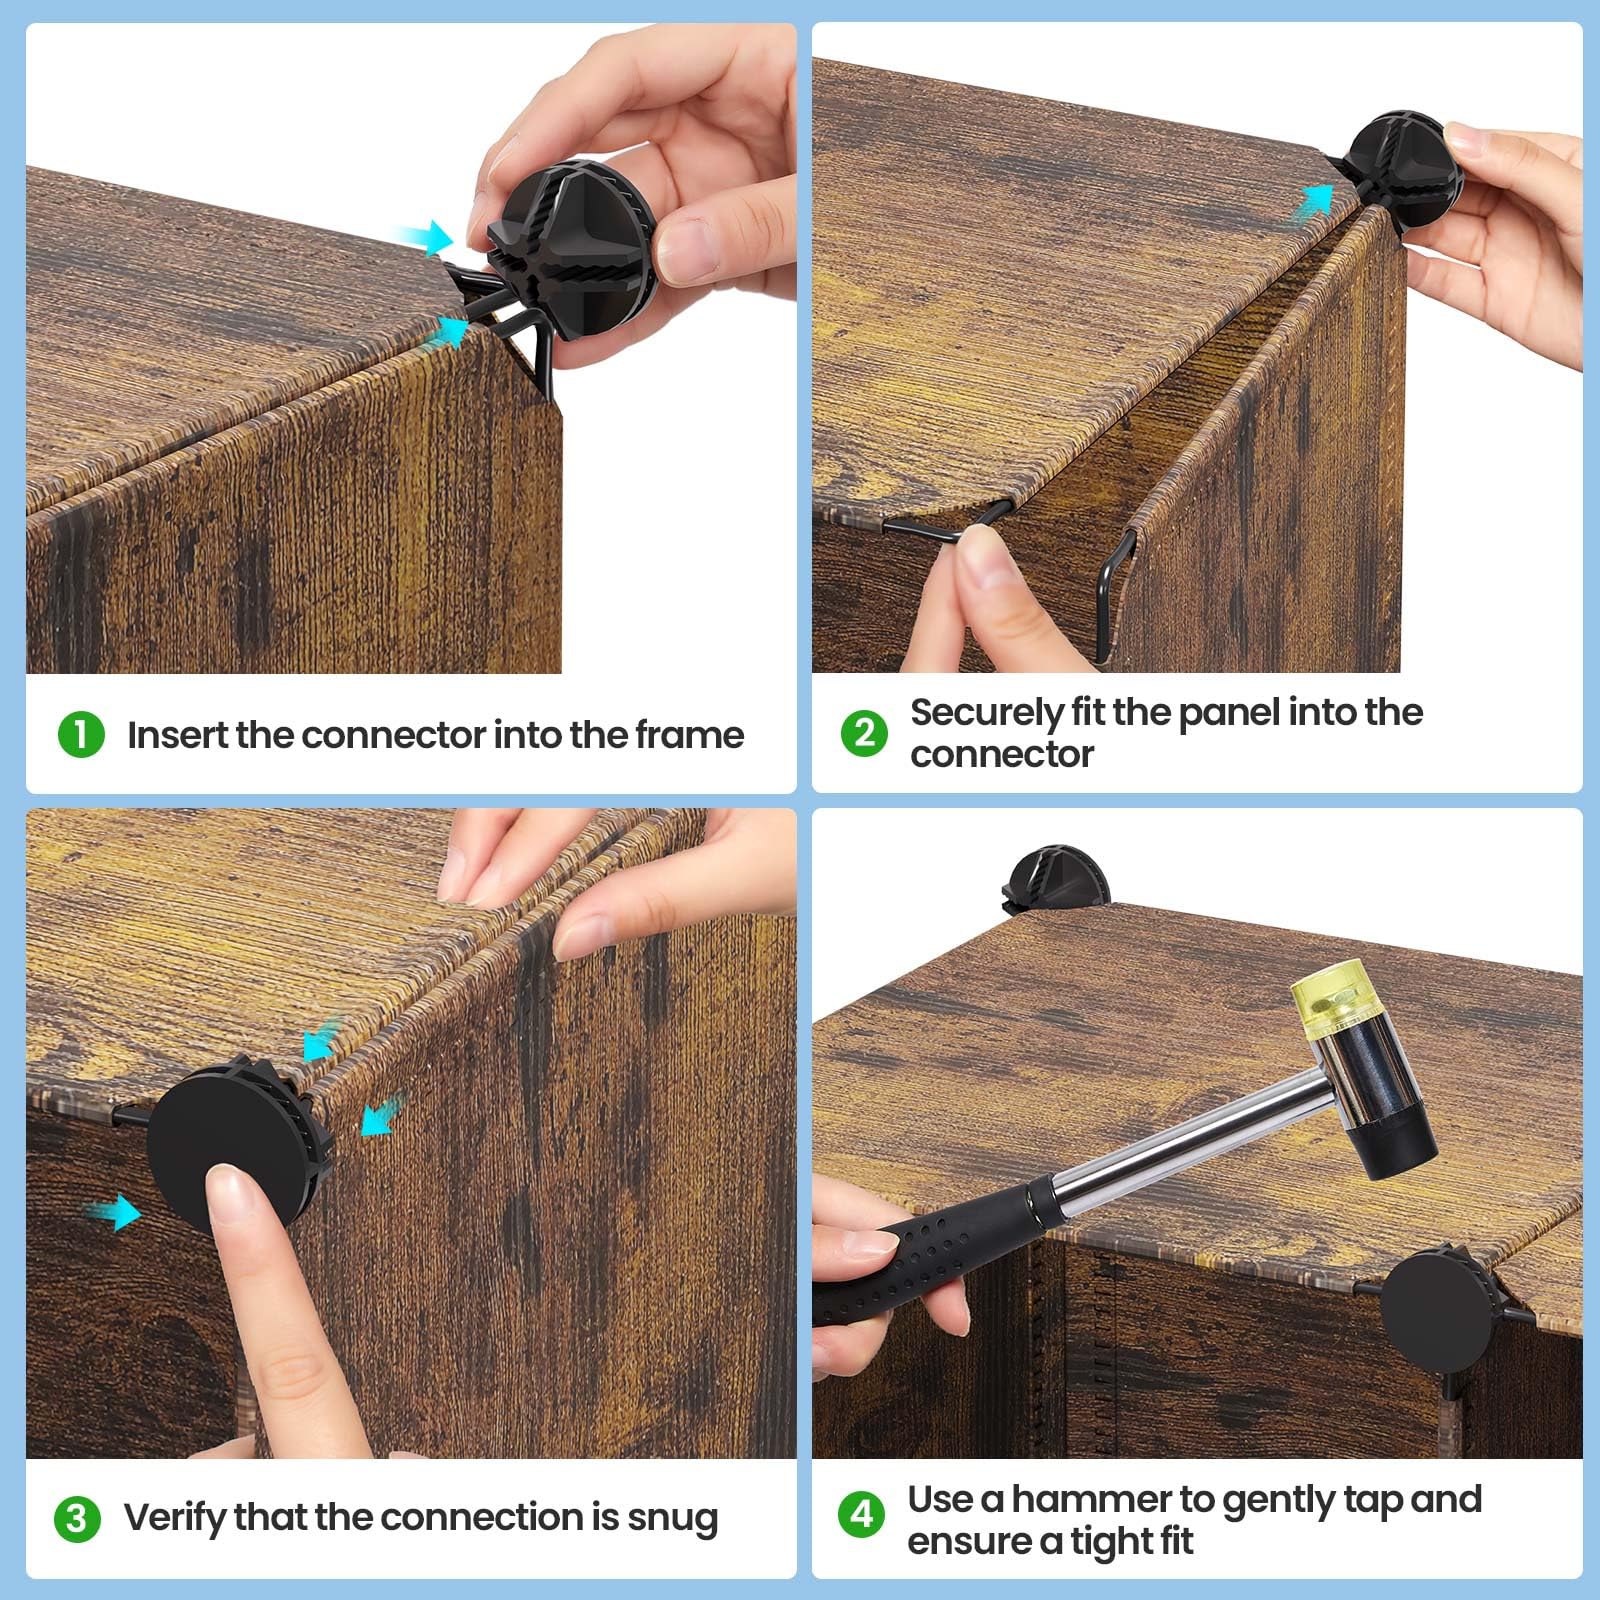 1 Insert the connector into the frame
2 Securely fit the panel into the
connector
3 Verify that the connection is snug
4 Use a hammer to gently tap and
ensure a tight fit